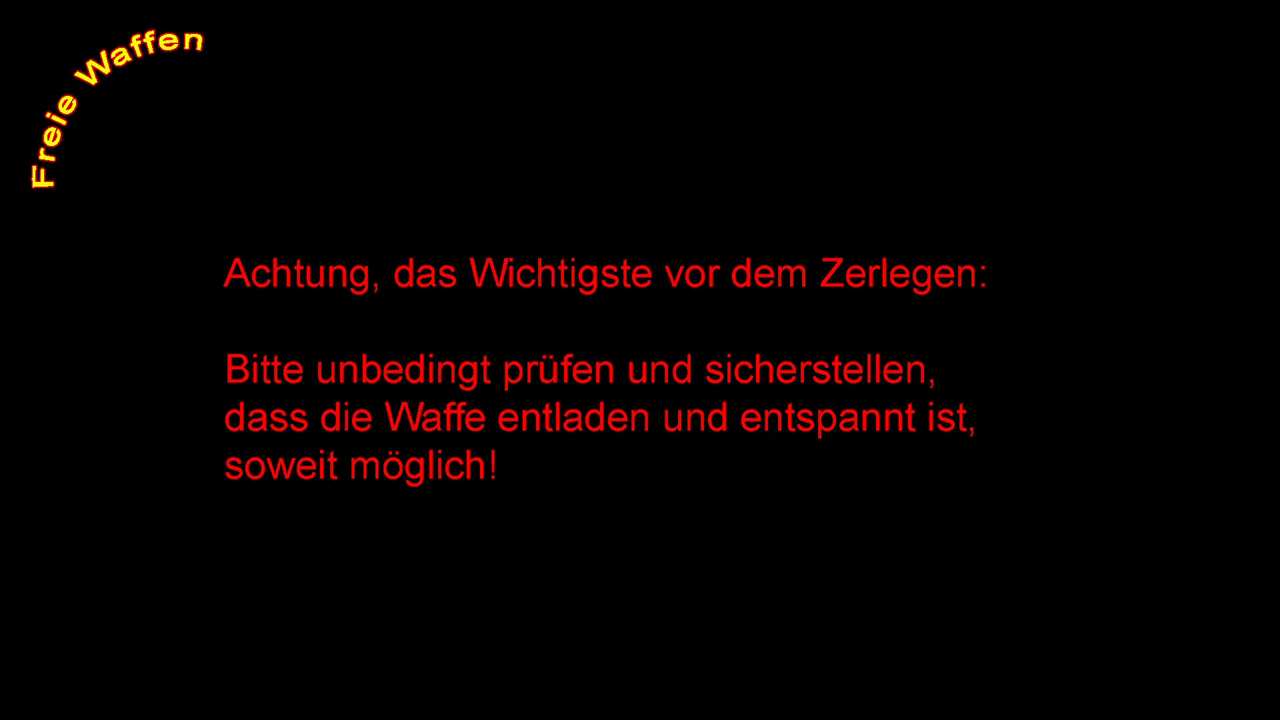 Freie Waffen
Achtung, das Wichtigste vor dem Zerlegen:
Bitte unbedingt prüfen und sicherstellen,
dass die Waffe entladen und entspannt ist,
soweit möglich!